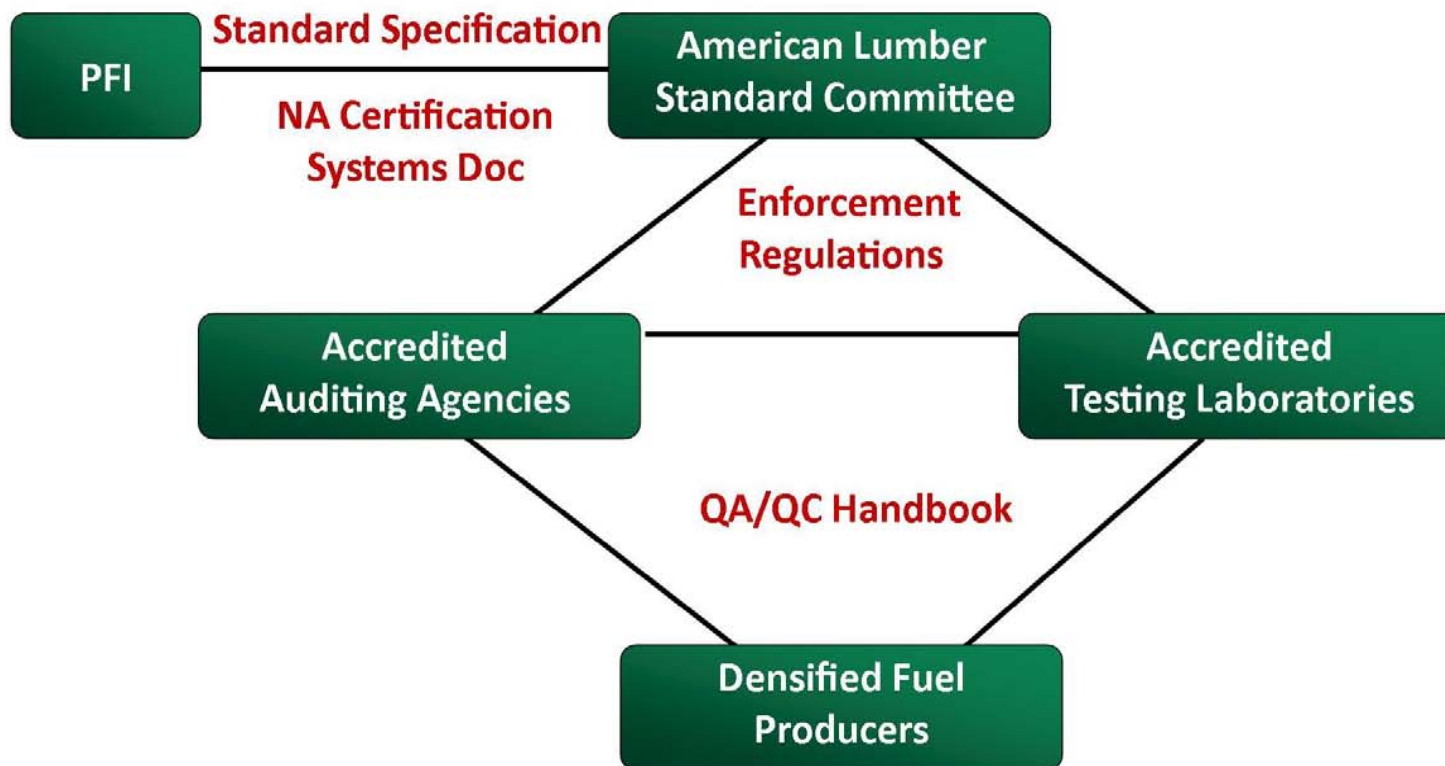 Standard Specification
PFI
American Lumber
Standard Committee
NA Certification
Systems Doc
Enforcement
Regulations
Accredited
Auditing Agencies
Accredited
Testing Laboratories
QA/QC Handbook
Densified Fuel
Producers